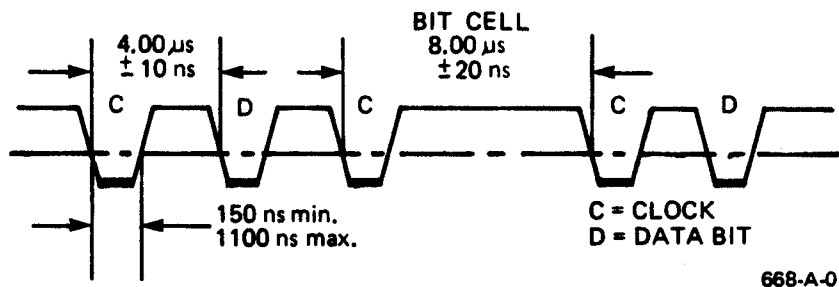 BIT CELL
4.00 µs
± 10 ns
8.00 µs
±20 ns
C
D
C
C
D
150 ns min.
1100 ns max.
C = CLOCK
D = DATA BIT
668-A-0